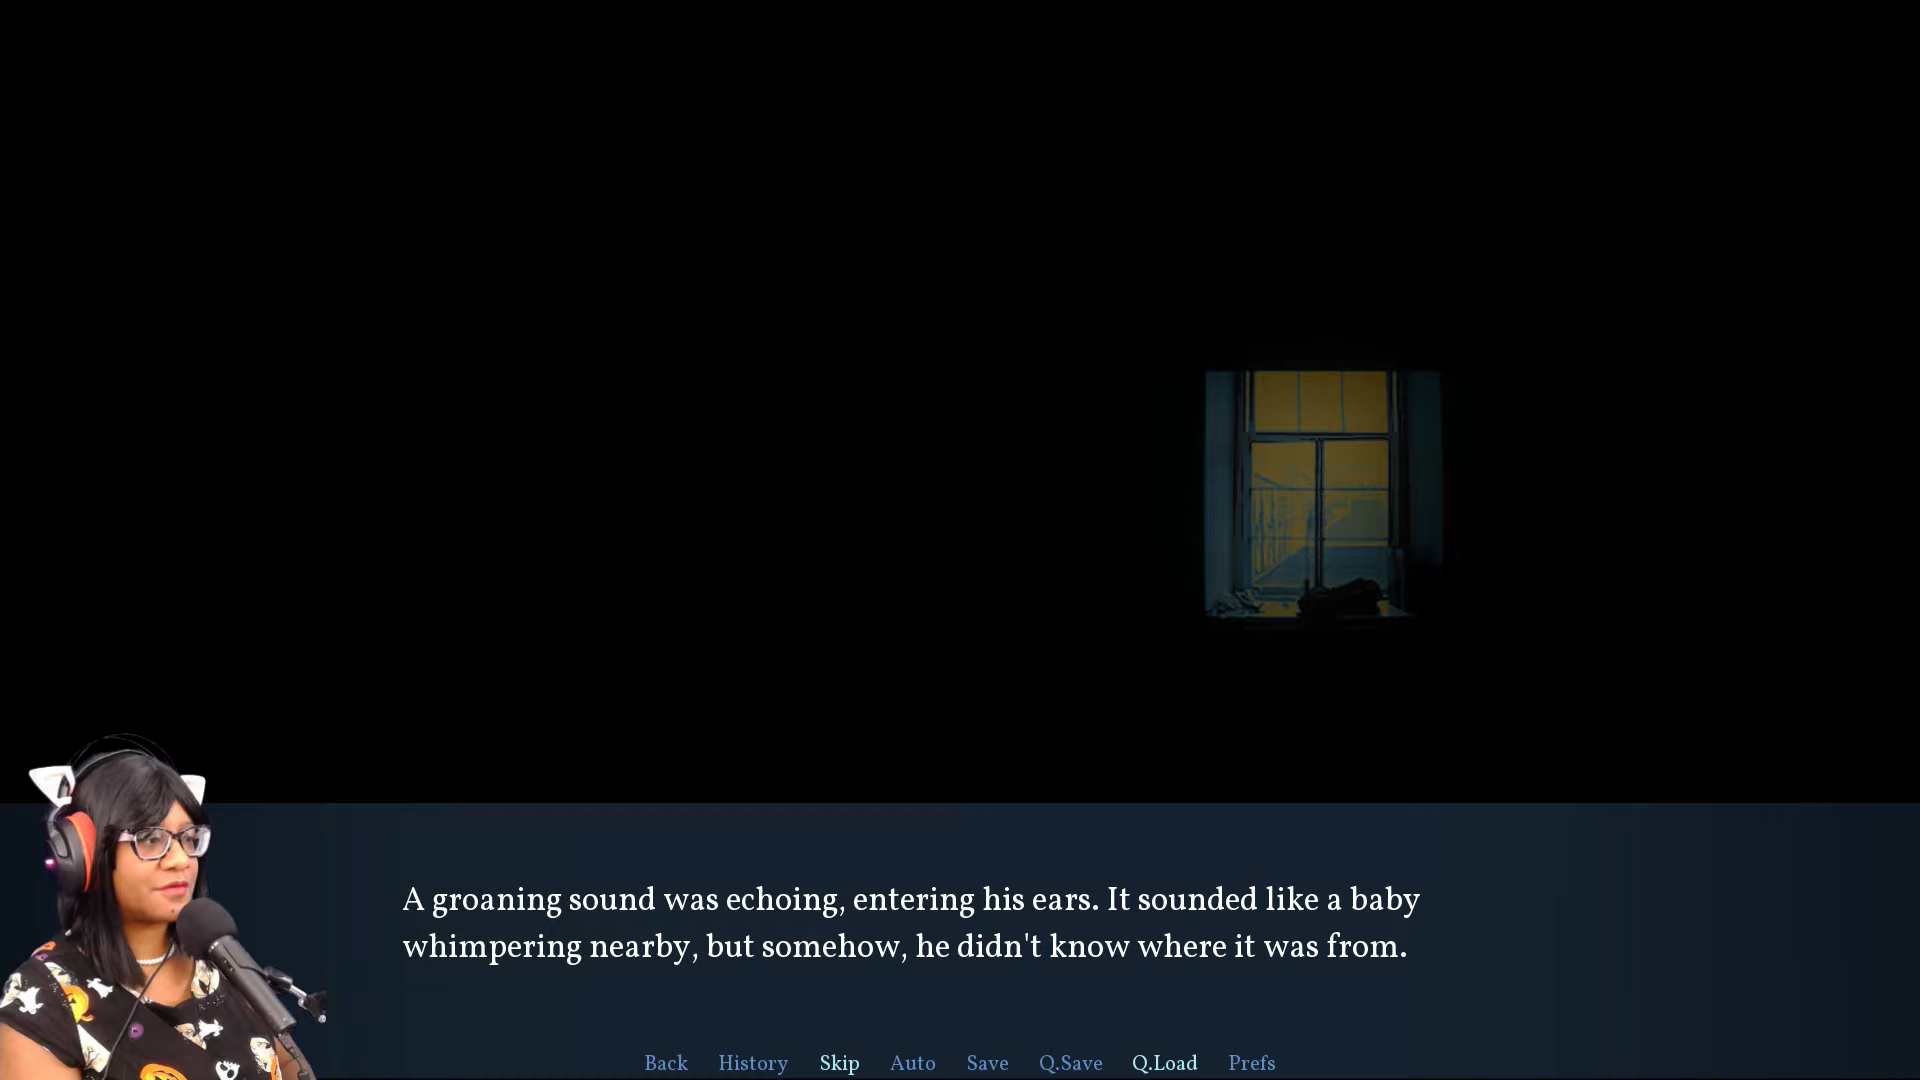 A groaning sound was echoing, entering his ears. It sounded like a baby
whimpering nearby, but somehow, he didn't know where it was from.
Back History Skip Auto Save Q.Save Q.Load Prefs